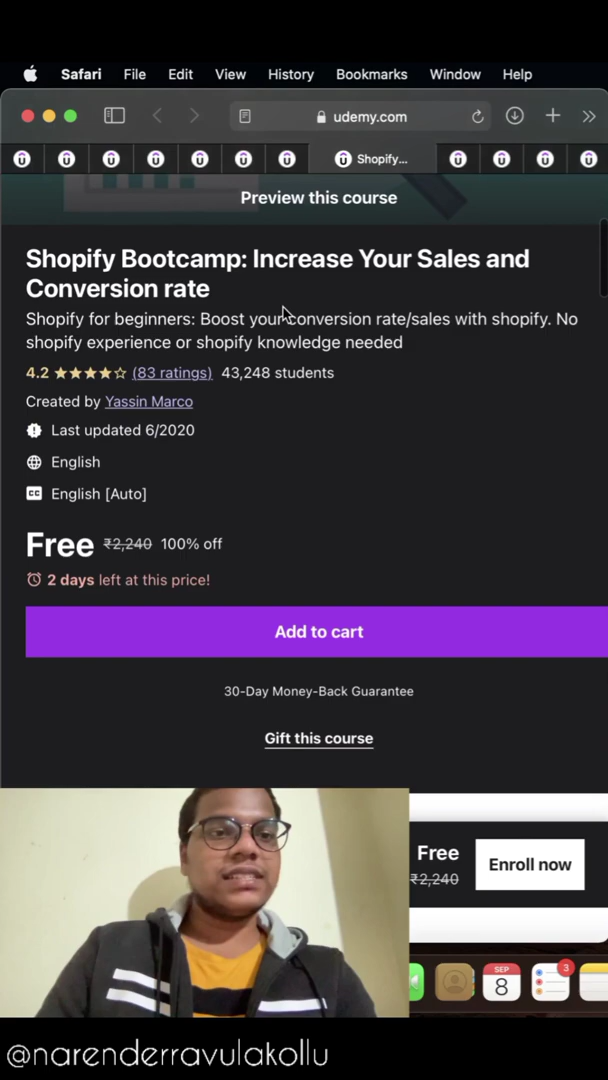 Safari File Edit View History Bookmarks Window Help
udemy.com
Shopify...
Preview this course
Shopify Bootcamp: Increase Your Sales and
Conversion rate
Shopify for beginners: Boost your conversion rate/sales with shopify. No
shopify experience or shopify knowledge needed
4.2 (83 ratings) 43,248 students
Created by Yassin Marco
Last updated 6/2020
English
CC English [Auto]
Free ₹2,240 100% off
2 days left at this price!
Add to cart
30-Day Money-Back Guarantee
Gift this course
Free
₹2,240
Enroll now
SEP
8
3
@narenderravulakollu